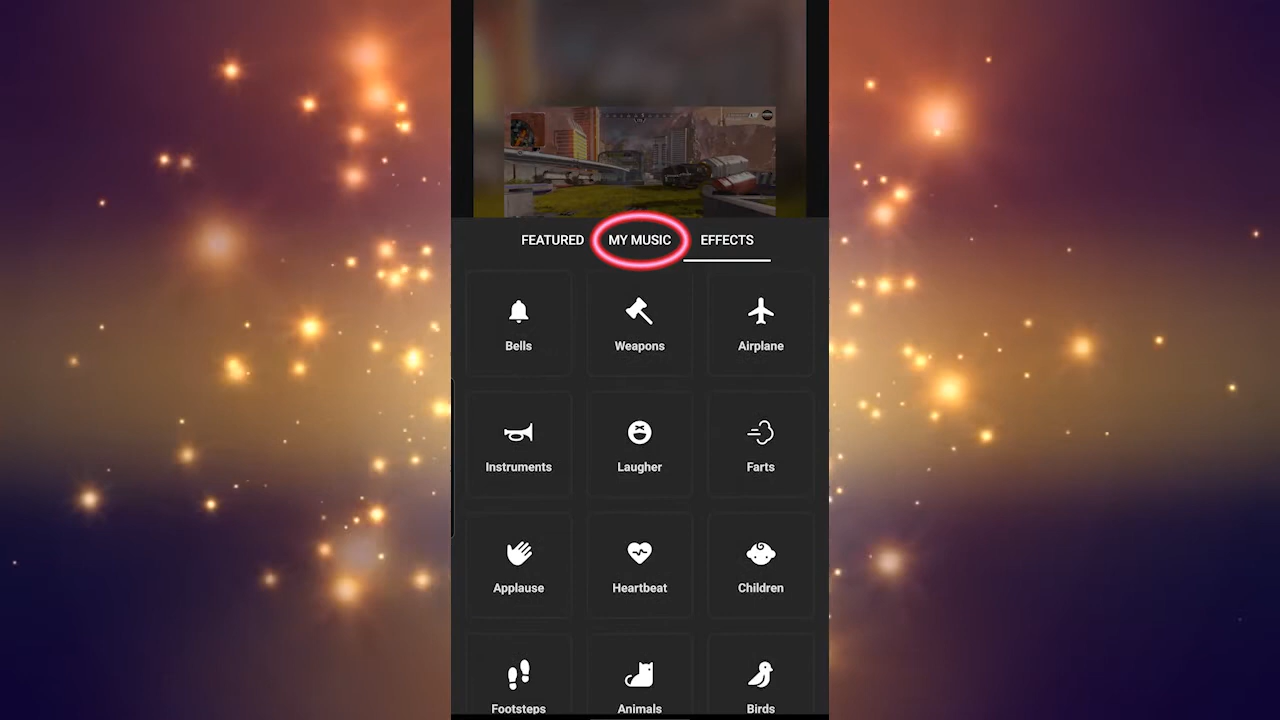 FEATURED MY MUSIC EFFECTS
Bells Weapons Airplane
Instruments Laugher Farts
Applause Heartbeat Children
Footsteps Animals Birds